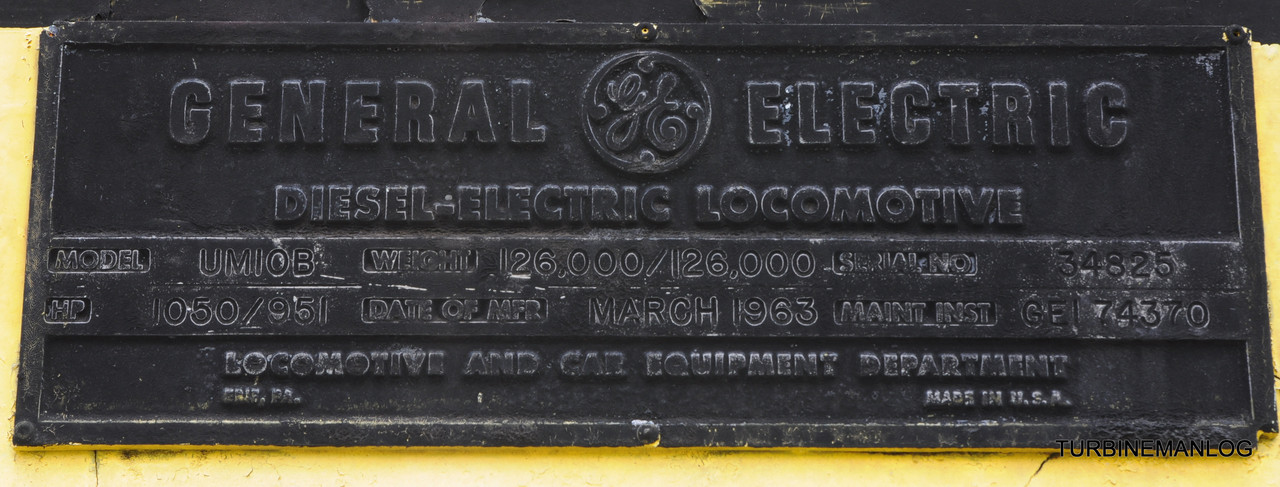 GENERAL GE ELECTRIC
DIESEL-ELECTRIC LOCOMOTIVE
MODEL UM10B WEIGHT 126,000/126,000 SERIAL NO 34825
HP 1050/951 DATE OF MFR MARCH 1963 MAINT INST GEI 74370
LOCOMOTIVE AND CAR EQUIPMENT DEPARTMENT
ERIE, PA. MADE IN U.S.A.
TURBINEMANLOG